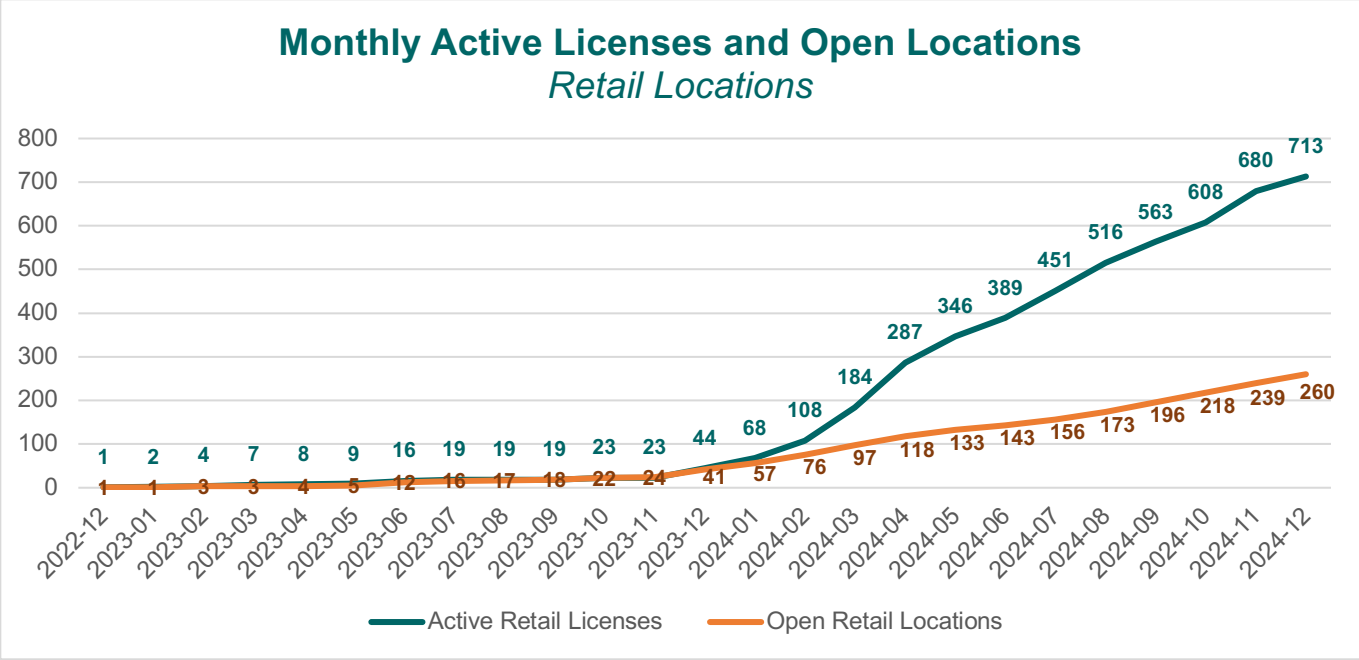 Monthly Active Licenses and Open Locations
Retail Locations
800
700
600
500
400
300
200
100
0
1 2 4 7 8 9 16 19 19 19 23 23 44 68 108 184 287 346 389 451 516 563 608 680 713
1 1 3 3 4 5 12 16 17 18 22 24 41 57 76 97 118 133 143 156 173 196 218 239 260
2022-12 2023-01 2023-02 2023-03 2023-04 2023-05 2023-06 2023-07 2023-08 2023-09 2023-10 2023-11 2023-12 2024-01 2024-02 2024-03 2024-04 2024-05 2024-06 2024-07 2024-08 2024-09 2024-10 2024-11 2024-12
Active Retail Licenses Open Retail Locations